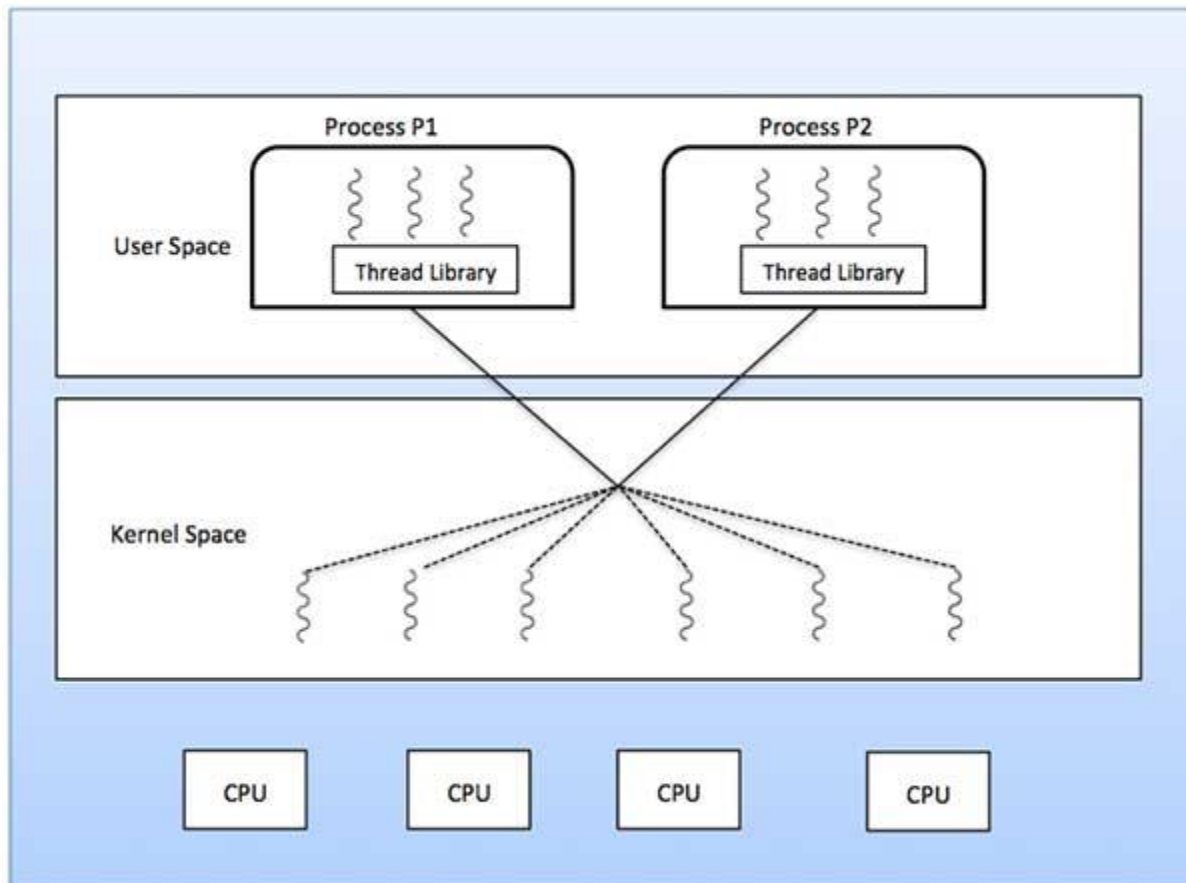 Process P1
Process P2
User Space
Thread Library
Thread Library
Kernel Space
CPU
CPU
CPU
CPU